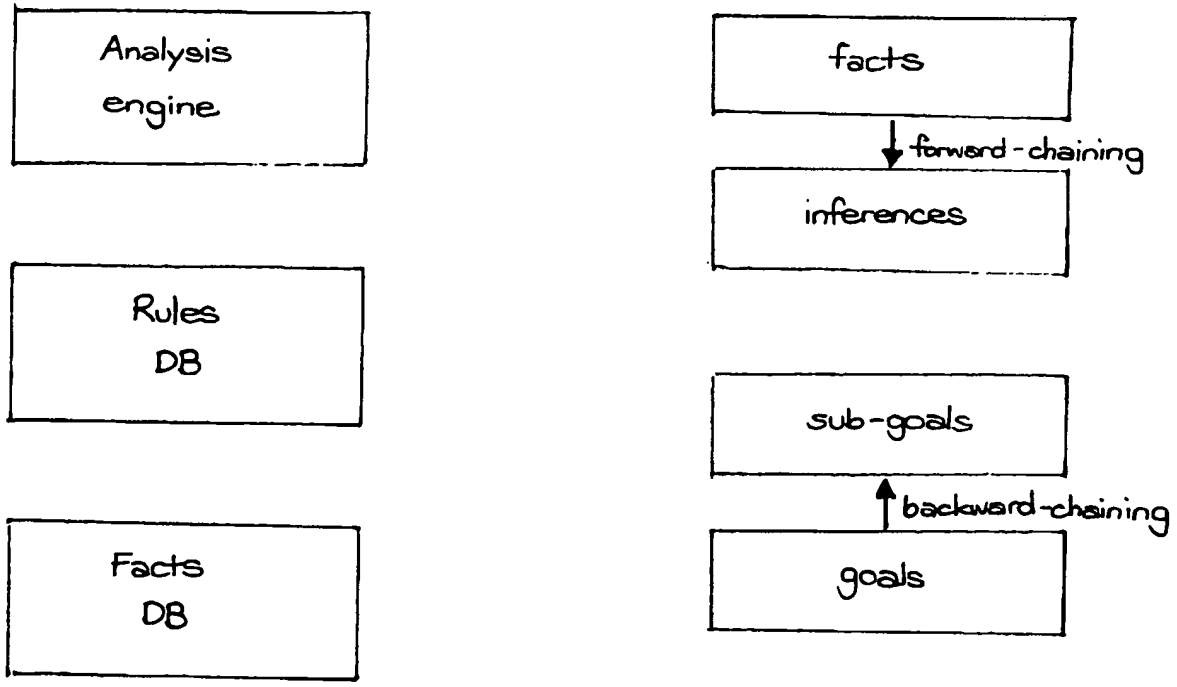 Analysis
engine
Rules
DB
Facts
DB
facts
forward-chaining
inferences
sub-goals
backward-chaining
goals